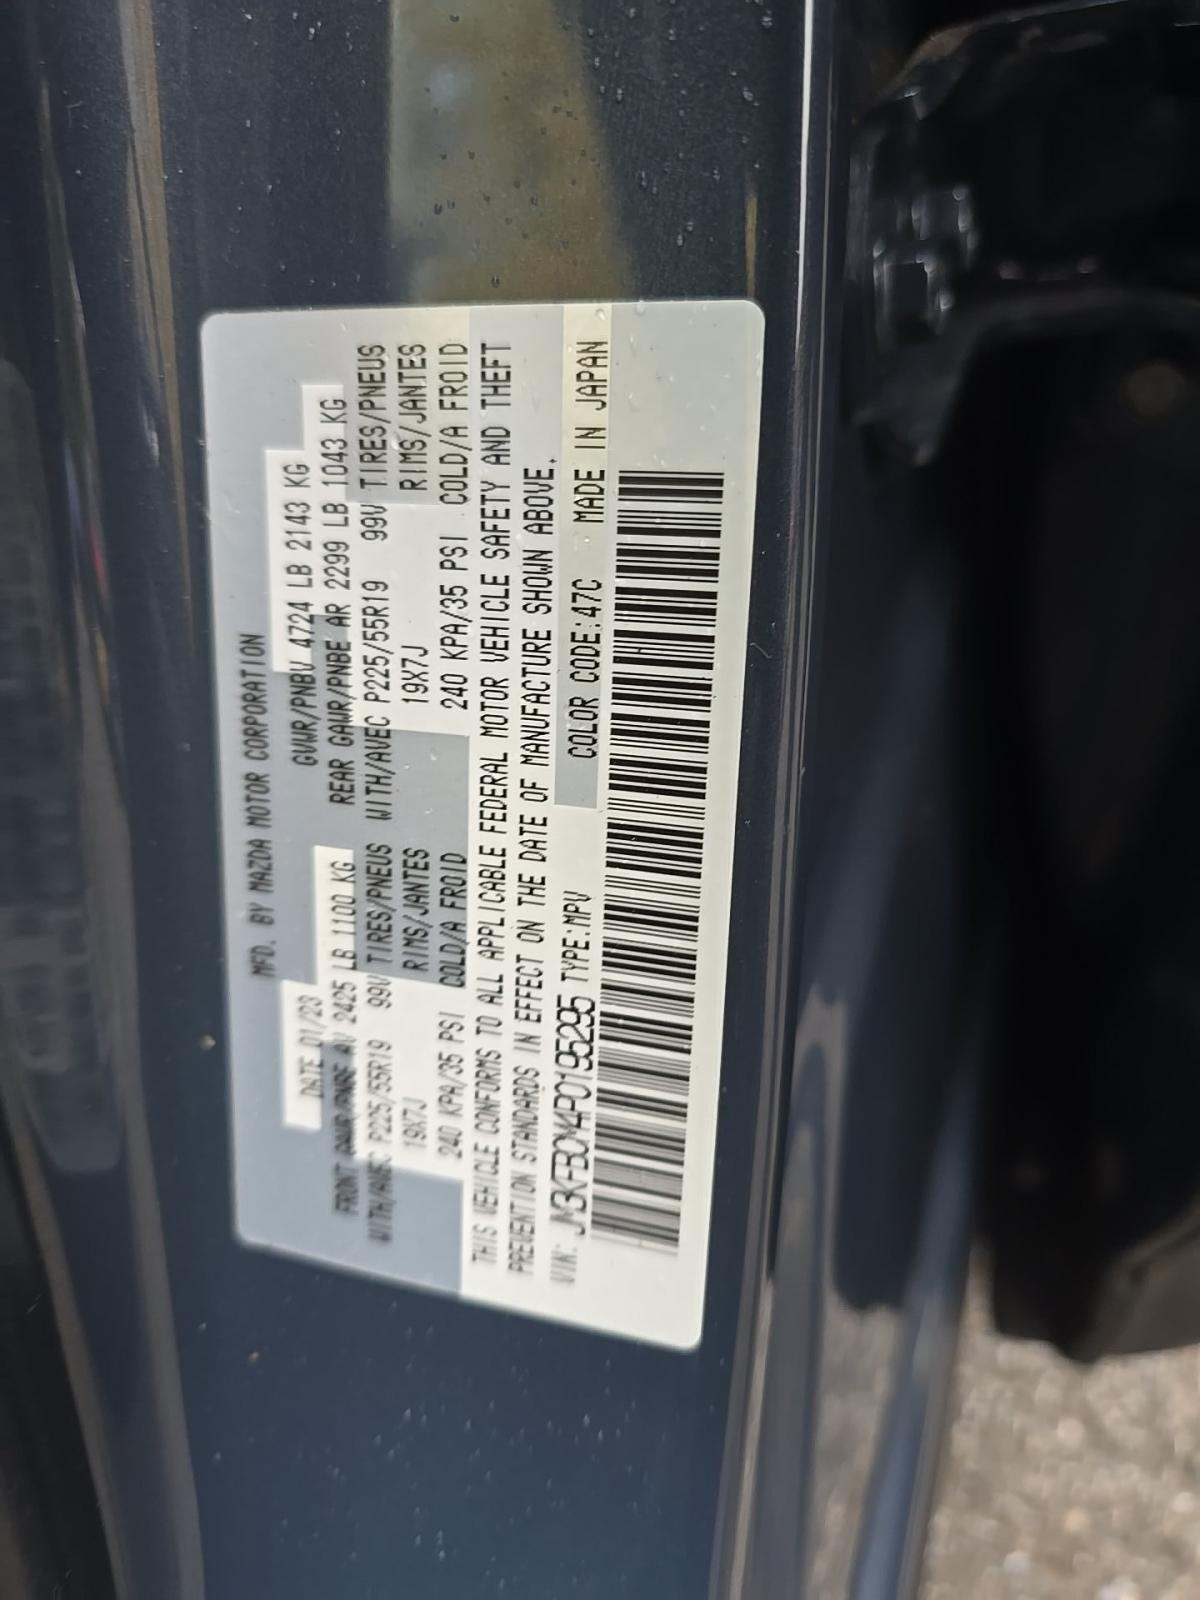 MFD. BY MAZDA MOTOR CORPORATION
DATE 01/23 GVWR/PNBV 4724 LB 2143 KG
FRONT GAWR/PNBE AV 2425 LB 1100 KG REAR GAWR/PNBE AR 2299 LB 1043 KG
WITH/AVEC P225/55R19 99V TIRES/PNEUS WITH/AVEC P225/55R19 99V TIRES/PNEUS
19X7J RIMS/JANTES 19X7J RIMS/JANTES
240 KPA/35 PSI COLD/A FROID 240 KPA/35 PSI COLD/A FROID
THIS VEHICLE CONFORMS TO ALL APPLICABLE FEDERAL MOTOR VEHICLE SAFETY AND THEFT
PREVENTION STANDARDS IN EFFECT ON THE DATE OF MANUFACTURE SHOWN ABOVE.
VIN: JM3KFBCM4P0195295 TYPE:MPV COLOR CODE:47C MADE IN JAPAN